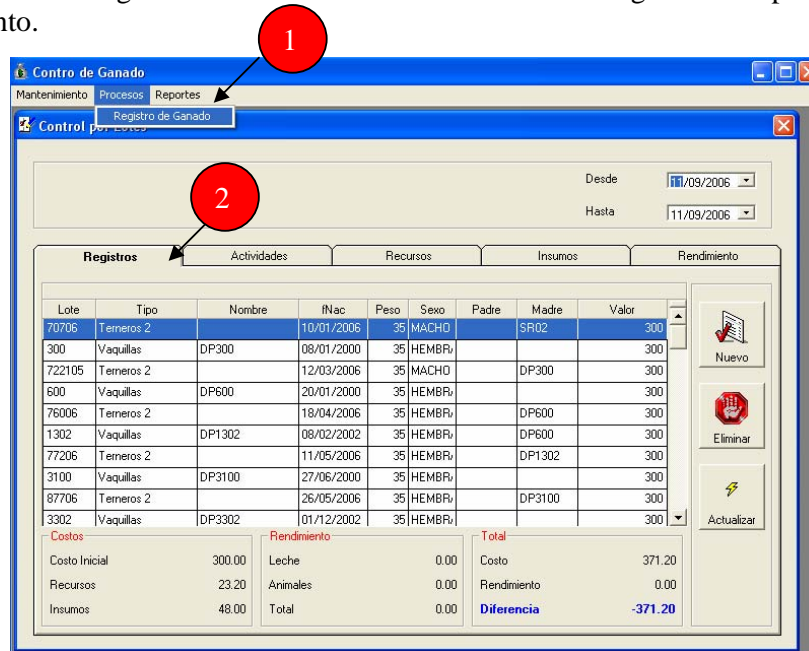 nto.
1
Contro de Ganado
Mantenimiento Procesos Reportes
Registro de Ganado
Control por Lotes
2
Desde 11/09/2006
Hasta 11/09/2006
Registros Actividades Recursos Insumos Rendimiento
Lote Tipo Nombre fNac Peso Sexo Padre Madre Valor
70706 Terneros 2 10/01/2006 35 MACHO SR02 300
300 Vaquillas DP300 08/01/2000 35 HEMBR 300
722105 Terneros 2 12/03/2006 35 MACHO DP300 300
600 Vaquillas DP600 20/01/2000 35 HEMBR 300
76006 Terneros 2 18/04/2006 35 HEMBR DP600 300
1302 Vaquillas DP1302 08/02/2002 35 HEMBR DP600 300
77206 Terneros 2 11/05/2006 35 HEMBR DP1302 300
3100 Vaquillas DP3100 27/06/2000 35 HEMBR 300
87706 Terneros 2 26/05/2006 35 HEMBR DP3100 300
3302 Vaquillas DP3302 01/12/2002 35 HEMBR 300
Nuevo
Eliminar
Actualizar
Costos Rendimiento Total
Costo Inicial 300.00 Leche 0.00 Costo 371.20
Recursos 23.20 Animales 0.00 Rendimiento 0.00
Insumos 48.00 Total 0.00 Diferencia -371.20